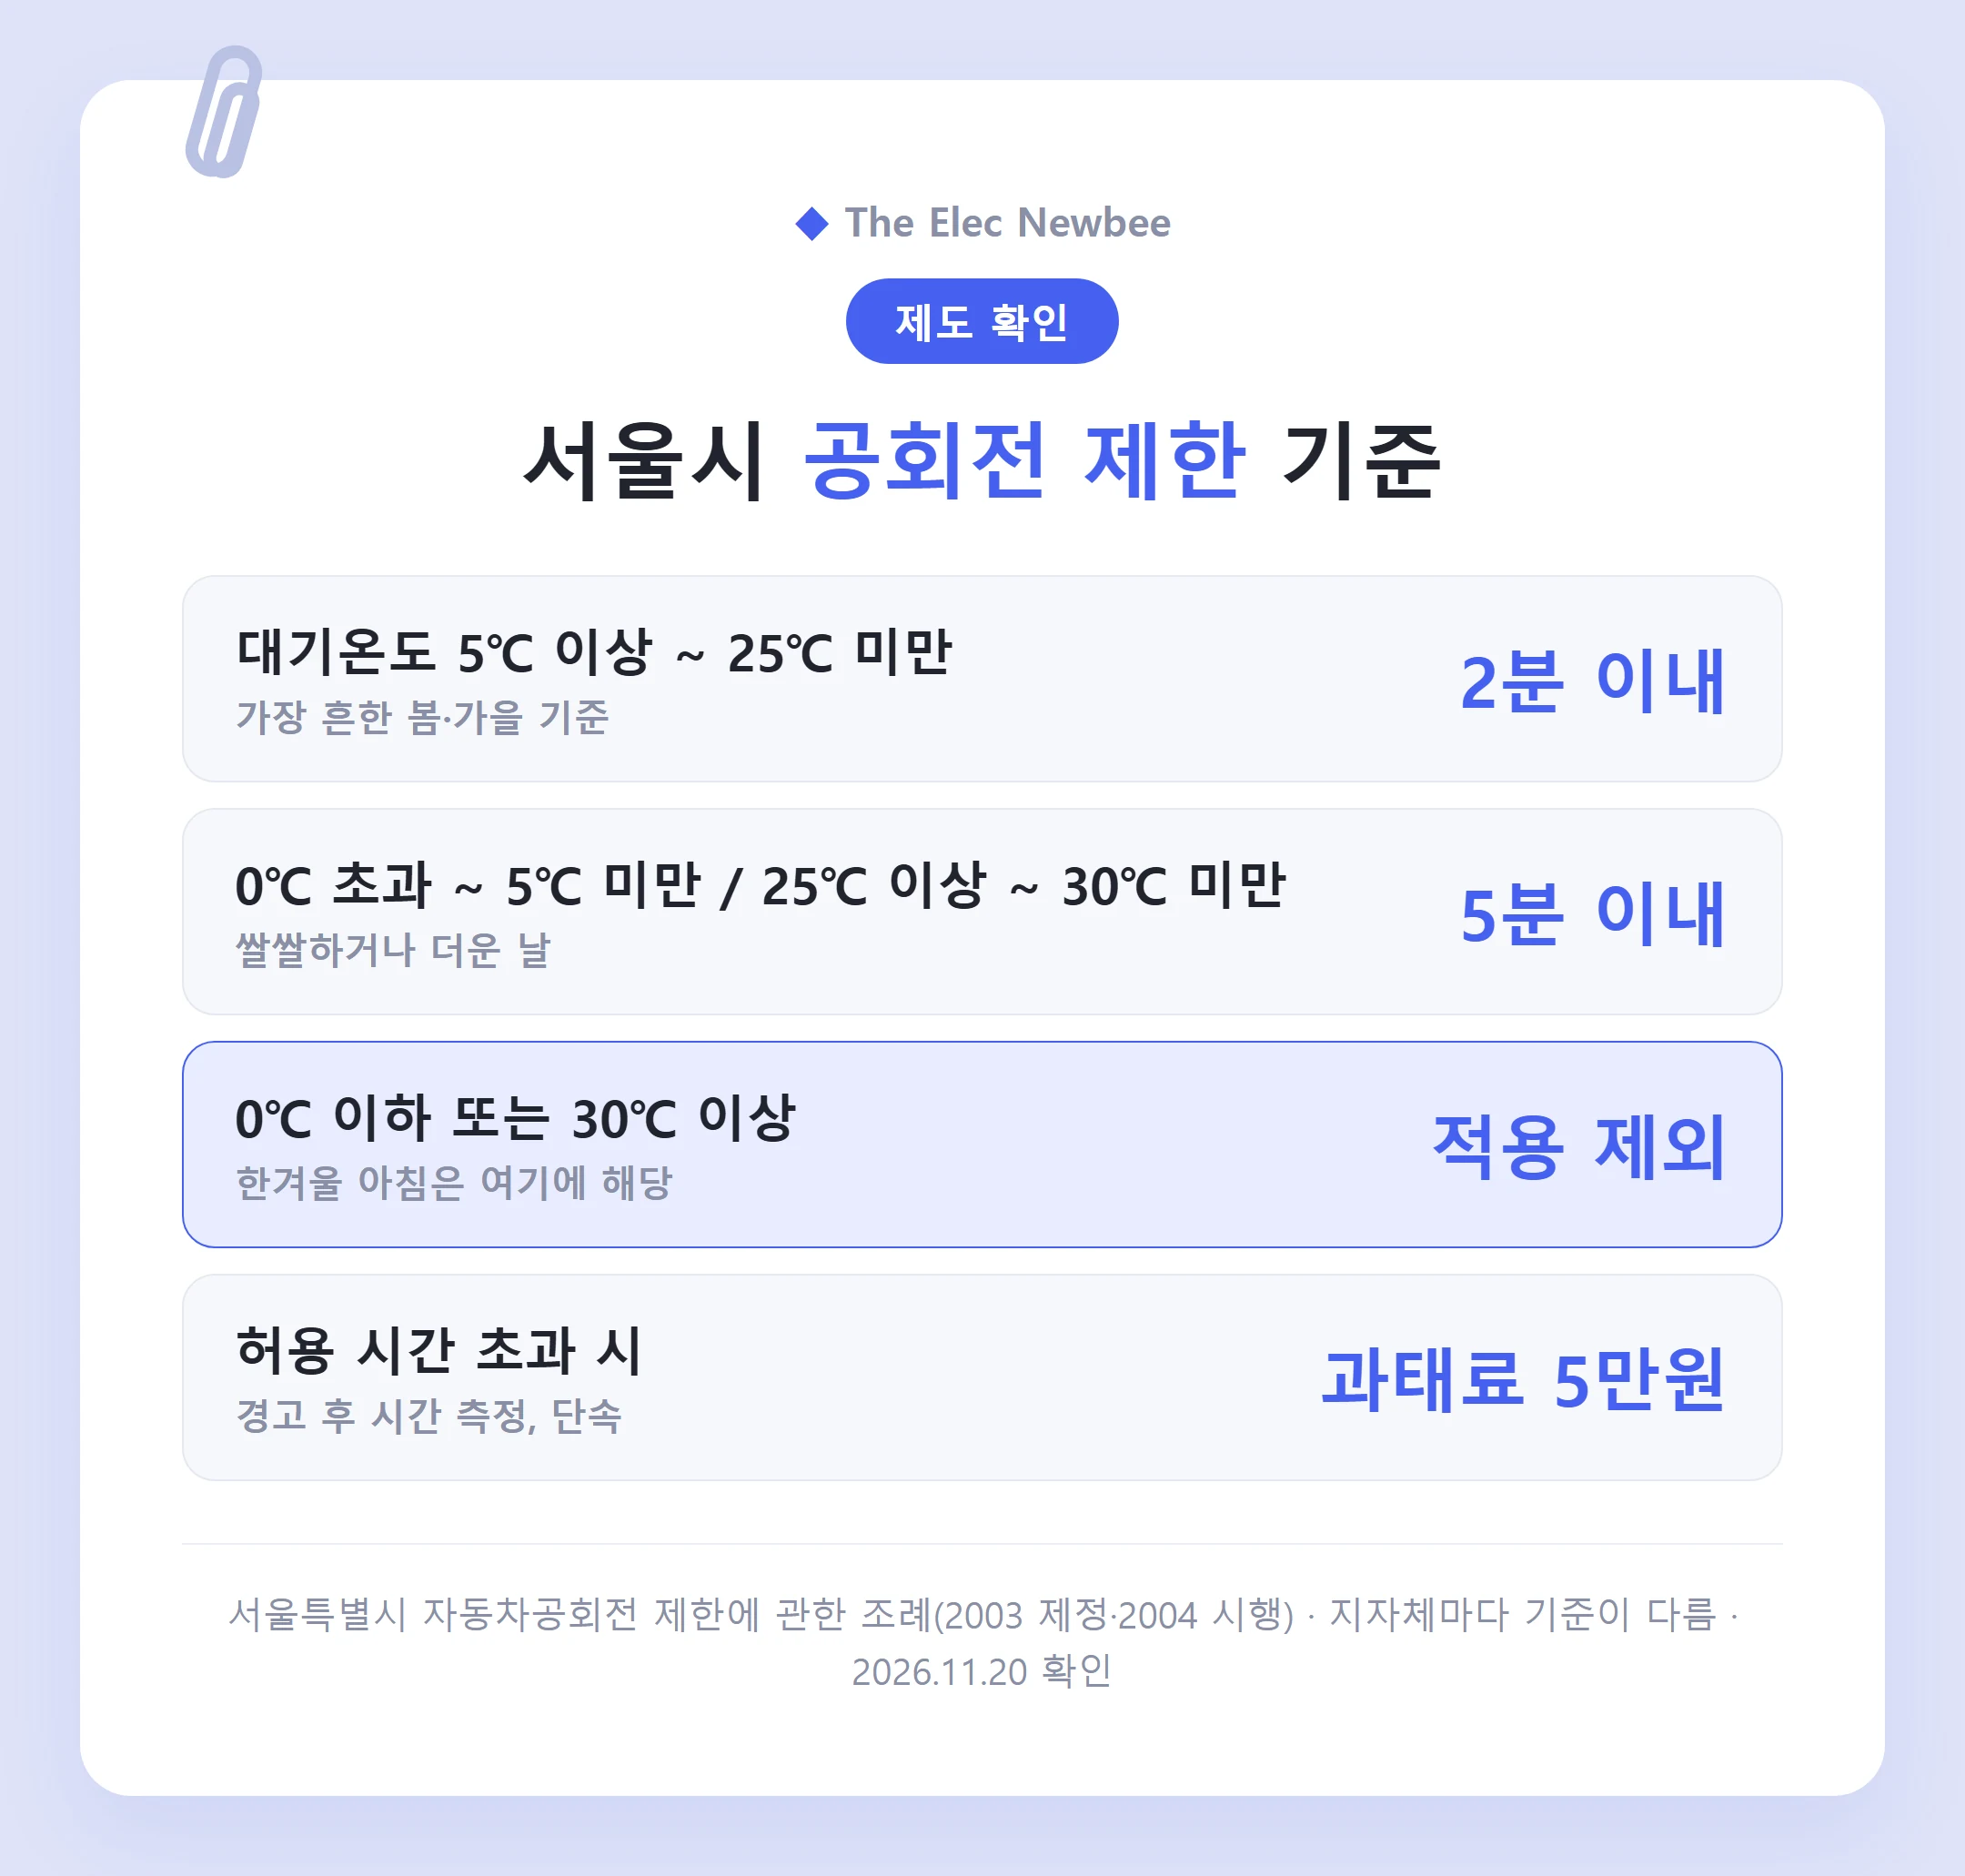 The Elec Newbee
제도 확인
서울시 공회전 제한 기준
대기온도 5℃ 이상 ~ 25℃ 미만
가장 흔한 봄·가을 기준
2분 이내
0℃ 초과 ~ 5℃ 미만 / 25℃ 이상 ~ 30℃ 미만
쌀쌀하거나 더운 날
5분 이내
0℃ 이하 또는 30℃ 이상
한겨울 아침은 여기에 해당
적용 제외
허용 시간 초과 시
경고 후 시간 측정, 단속
과태료 5만원
서울특별시 자동차공회전 제한에 관한 조례(2003 제정·2004 시행) · 지자체마다 기준이 다름 ·
2026.11.20 확인